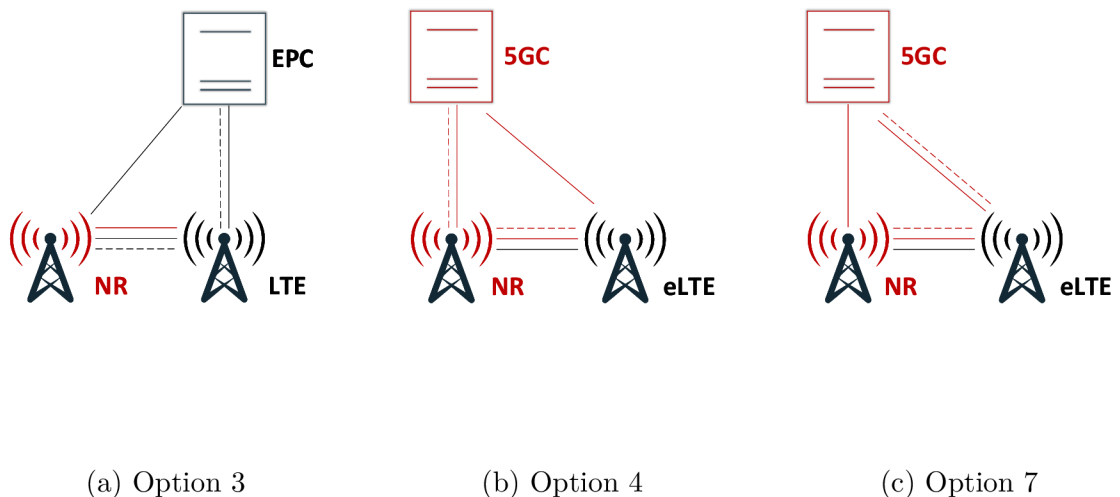 EPC
NR
LTE
(a) Option 3
5GC
NR
eLTE
(b) Option 4
5GC
NR
eLTE
(c) Option 7